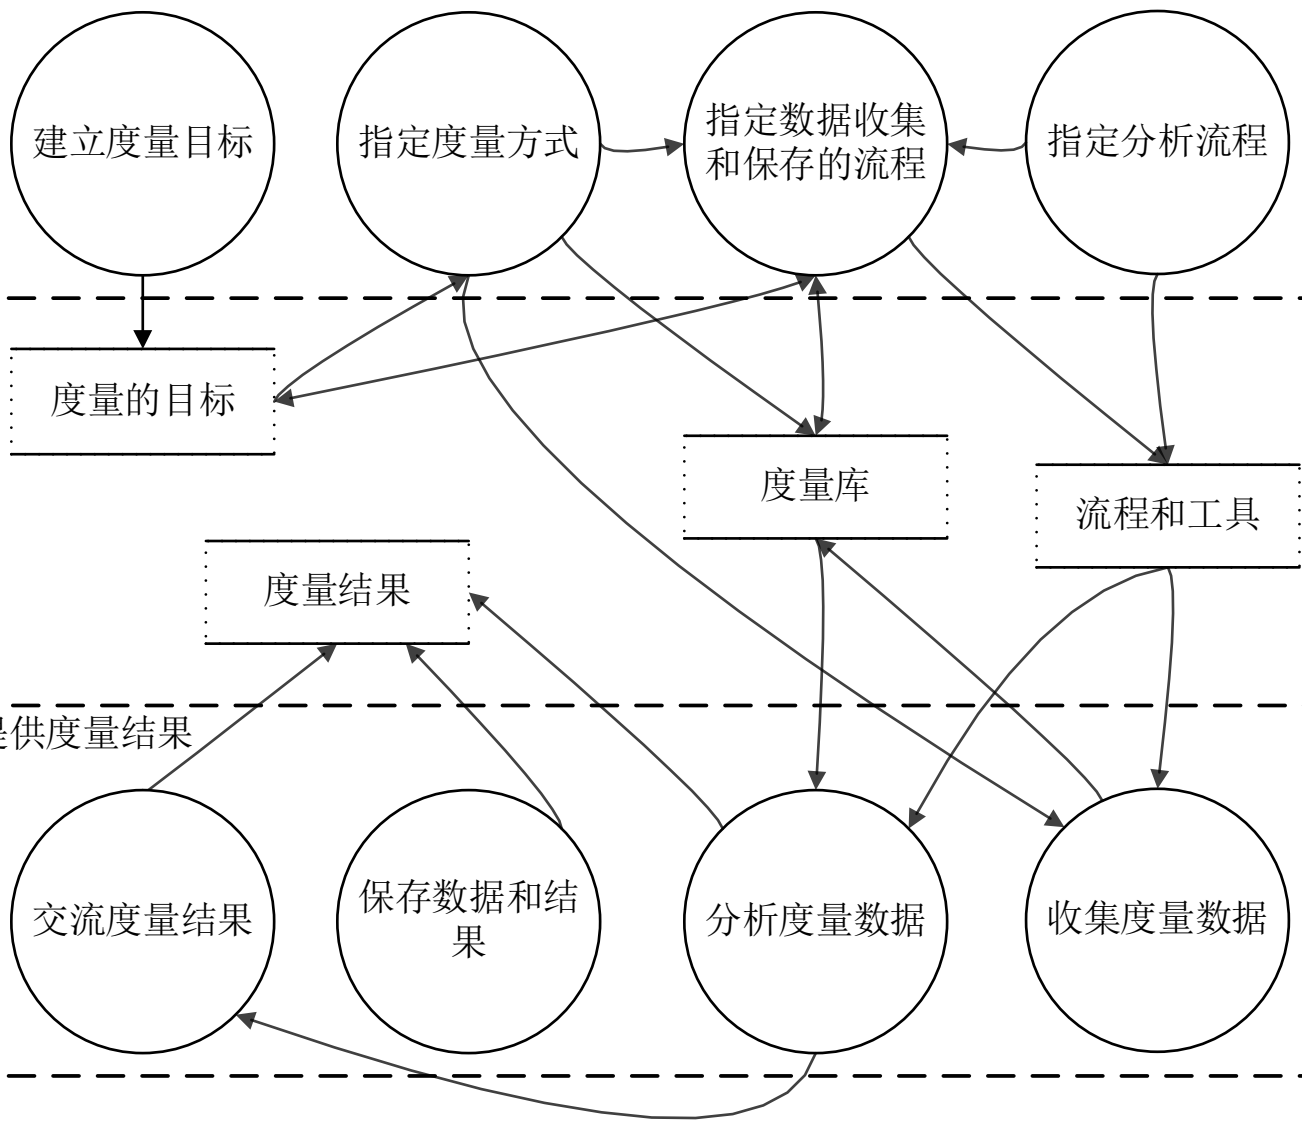 建立度量目标
指定度量方式
指定数据收集
和保存的流程
指定分析流程
度量的目标
度量库
流程和工具
度量结果
提供度量结果
交流度量结果
保存数据和结
果
分析度量数据
收集度量数据